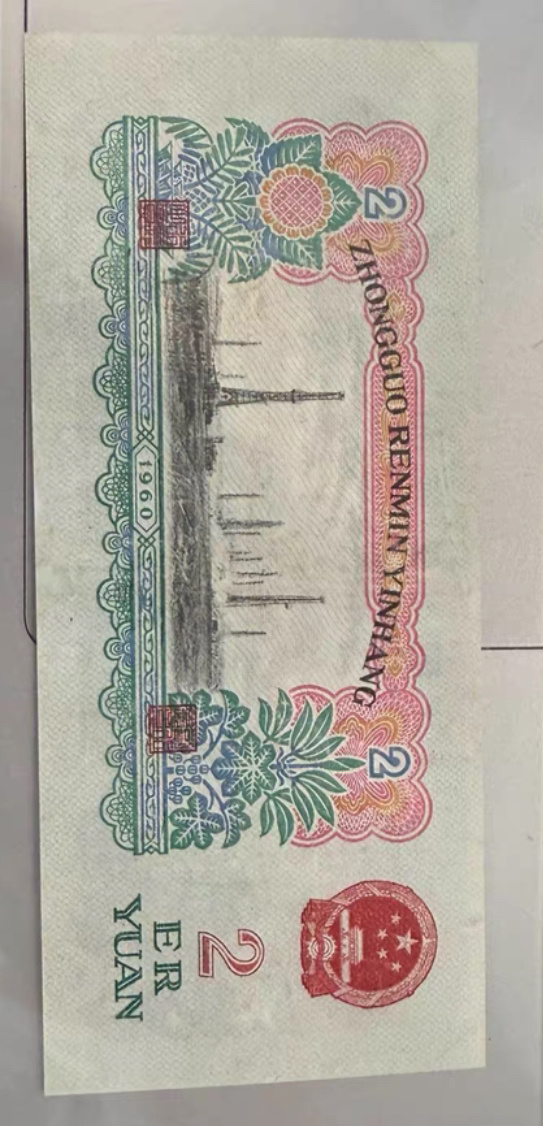 2
2
ZHONGGUO RENMIN YINHANG
1960
2
ER
YUAN